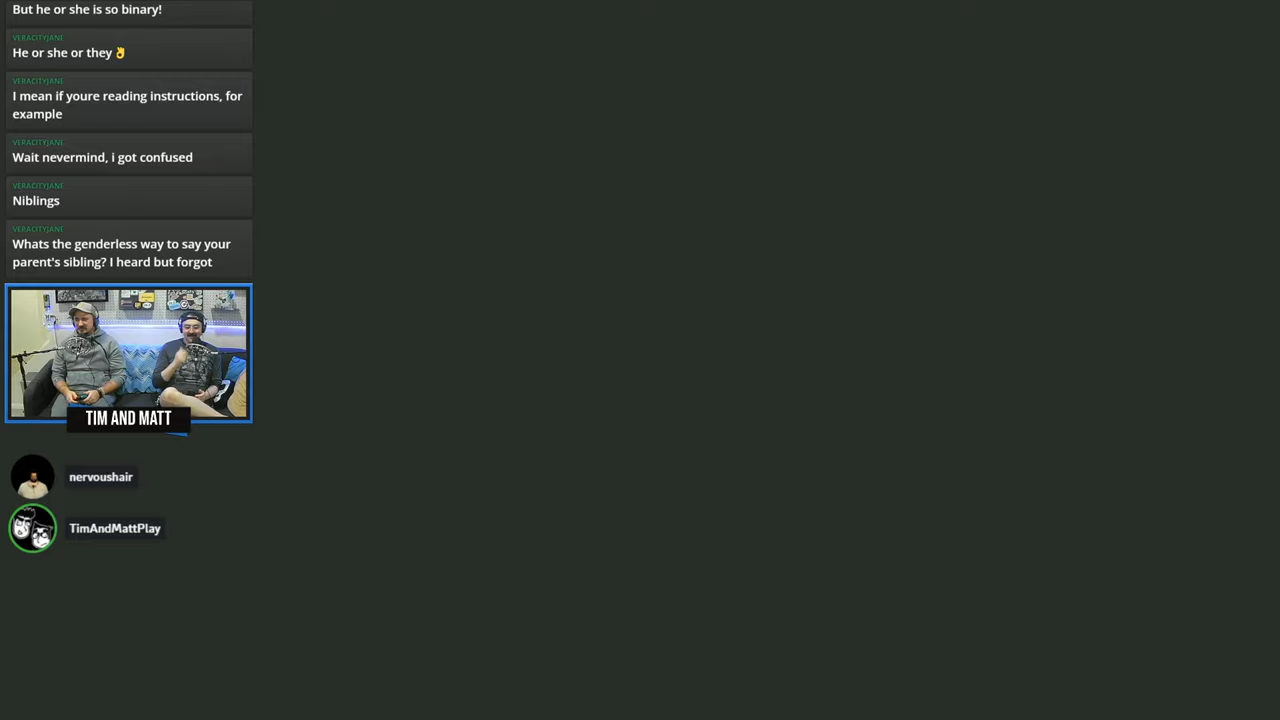 But he or she is so binary!
VERACITYJANE
He or she or they👌
VERACITYJANE
I mean if youre reading instructions, for
example
VERACITYJANE
Wait nevermind, i got confused
VERACITYJANE
Niblings
VERACITYJANE
Whats the genderless way to say your
parent's sibling? I heard but forgot
TIM AND MATT
nervoushair
TimAndMattPlay